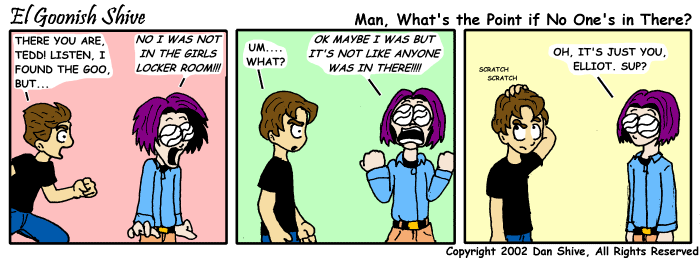 El Goonish Shive
Man, What's the Point if No One's in There?
THERE YOU ARE,
TEDD! LISTEN, I
FOUND THE GOO,
BUT...
NO I WAS NOT
IN THE GIRLS
LOCKER ROOM!!!
UM....
WHAT?
OK MAYBE I WAS BUT
IT'S NOT LIKE ANYONE
WAS IN THERE!!!!
SCRATCH
SCRATCH
OH, IT'S JUST YOU,
ELLIOT. SUP?
Copyright 2002 Dan Shive, All Rights Reserved